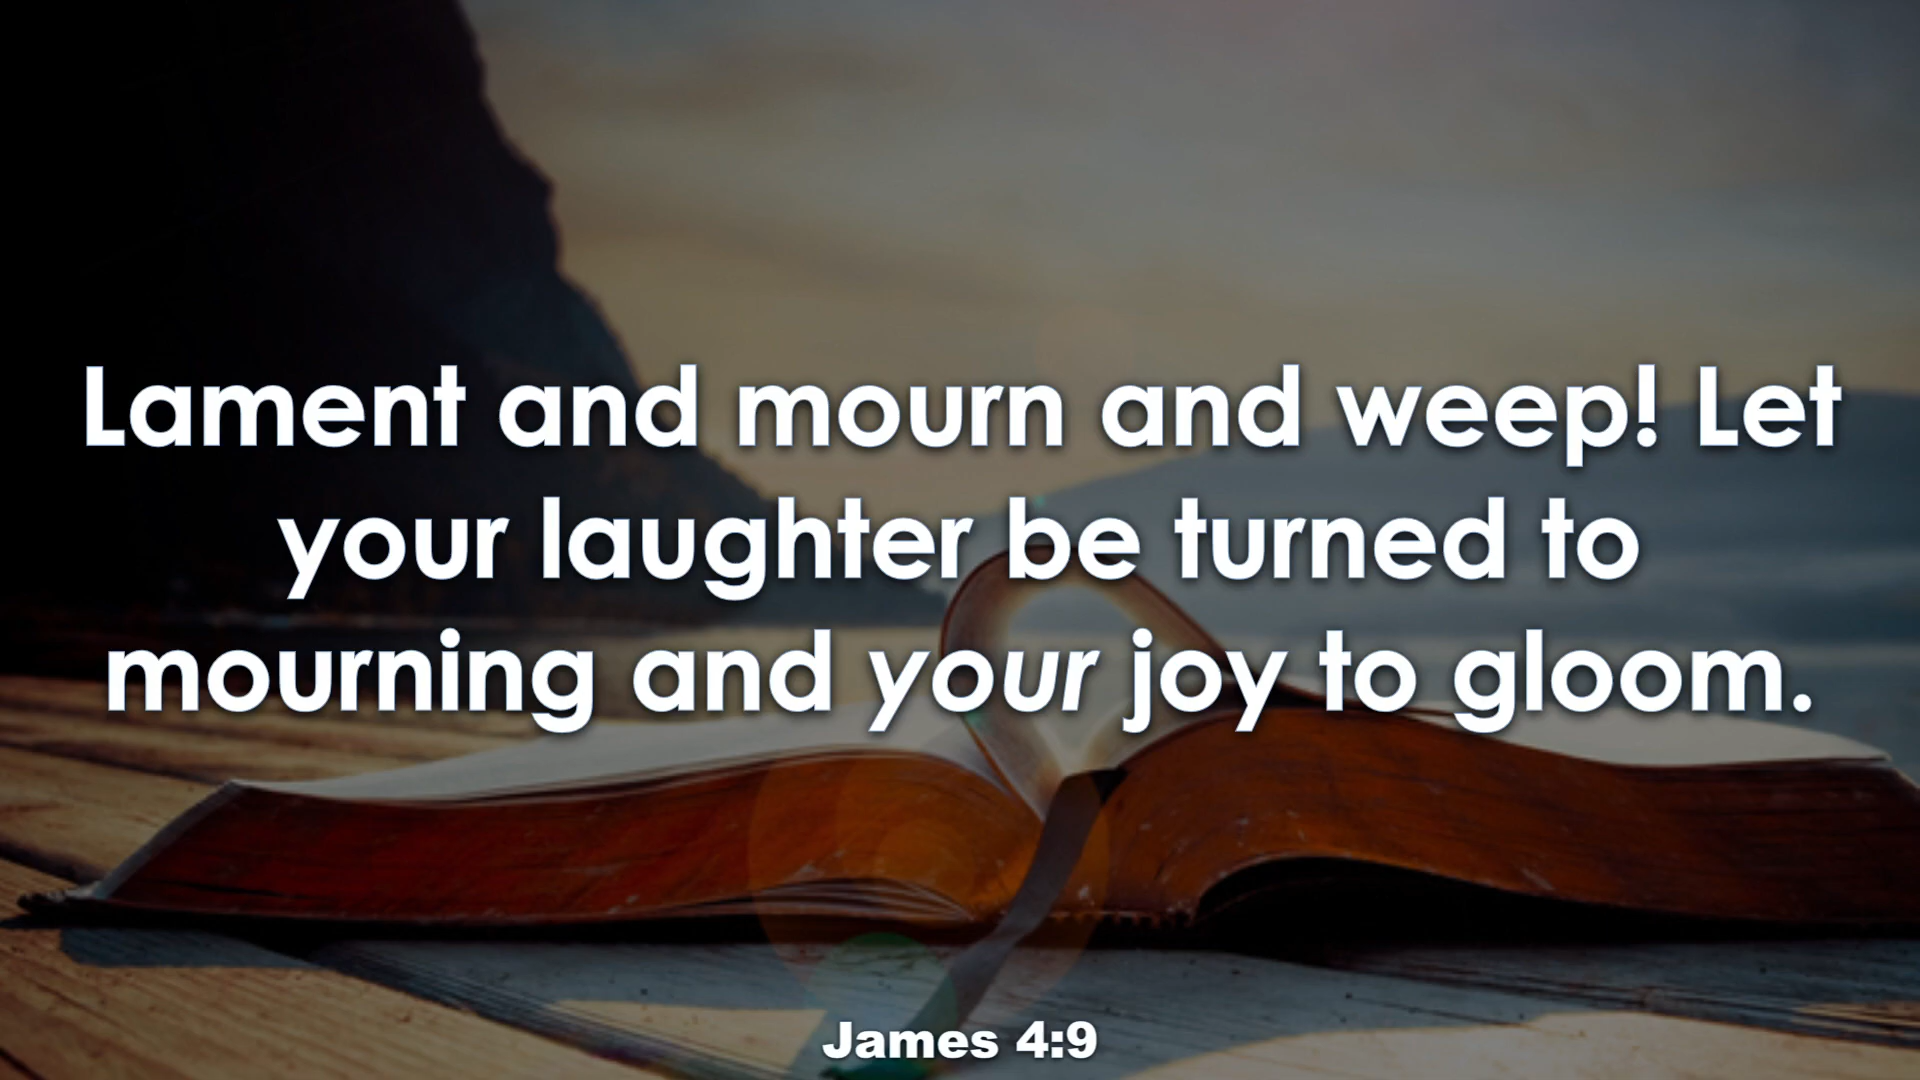 Lament and mourn and weep! Let
your laughter be turned to
mourning and your joy to gloom.
James 4:9